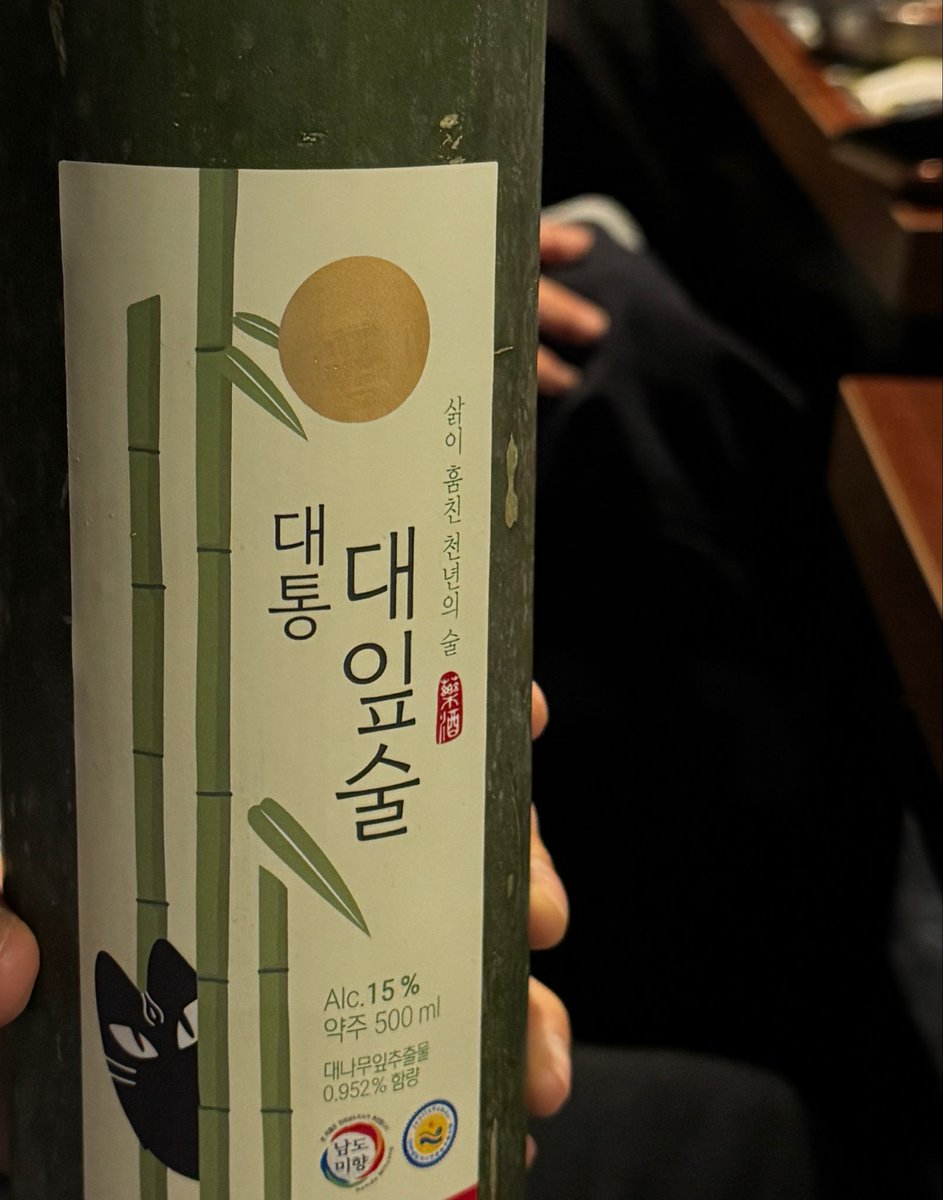 삵이 훔친 천년의 술
藥酒
대잎술
대통
Alc.15%
약주 500 ml
대나무잎추출물
0.952% 함량
남도
미향